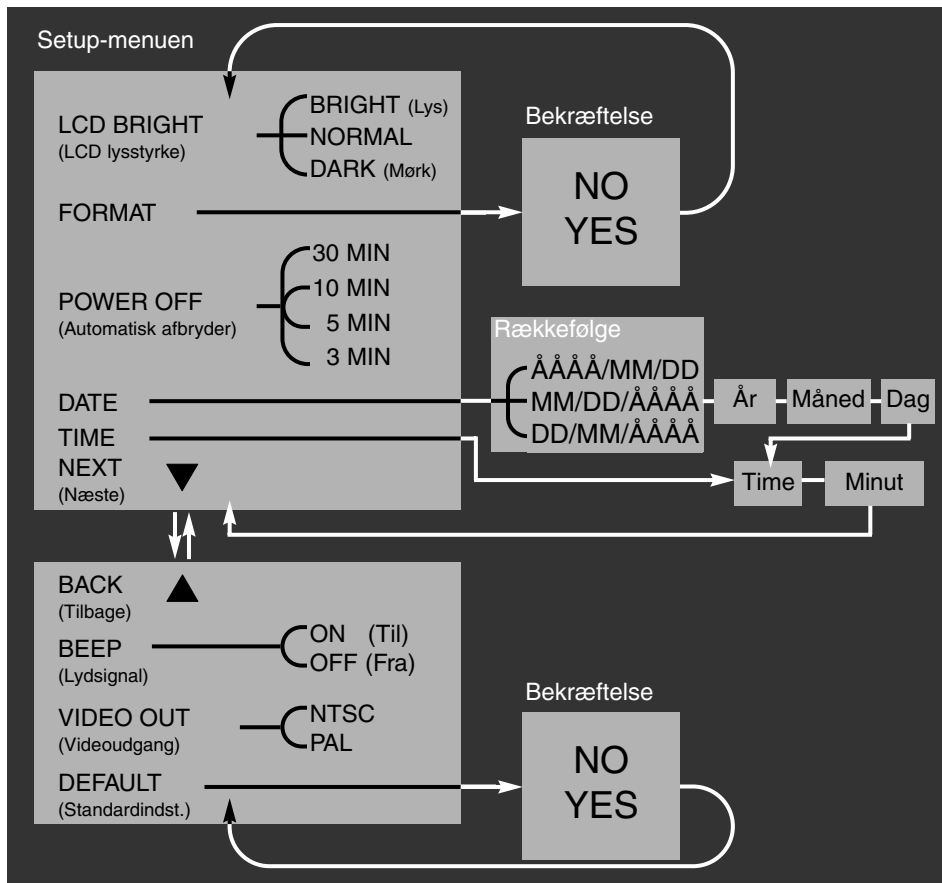 Setup-menuen
LCD BRIGHT
(LCD lysstyrke)
BRIGHT (Lys)
NORMAL
DARK (Mørk)
FORMAT
Bekræftelse
NO
YES
POWER OFF
(Automatisk afbryder)
30 MIN
10 MIN
5 MIN
3 MIN
DATE
Rækkefølge
ÅÅÅÅ/MM/DD
MM/DD/ÅÅÅÅ
DD/MM/ÅÅÅÅ
År
Måned
Dag
TIME
Time
Minut
NEXT
(Næste)
BACK
(Tilbage)
BEEP
(Lydsignal)
ON (Til)
OFF (Fra)
VIDEO OUT
(Videoudgang)
NTSC
PAL
DEFAULT
(Standardindst.)
Bekræftelse
NO
YES